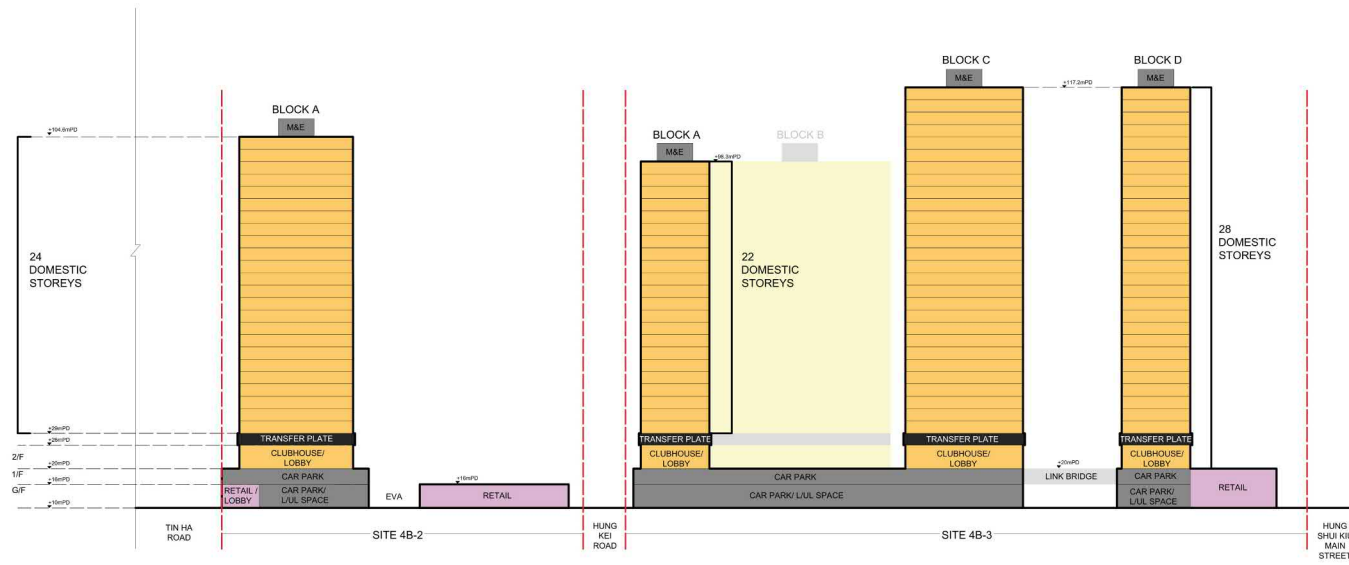 BLOCK C
M&E
BLOCK D
M&E
+117.2mPD
BLOCK A
M&E
+104.6mPD
BLOCK A
M&E
BLOCK B
+98.3mPD
24
DOMESTIC
STOREYS
22
DOMESTIC
STOREYS
28
DOMESTIC
STOREYS
+29mPD
+26mPD
2/F
+20mPD
1/F
+16mPD
G/F
+10mPD
TRANSFER PLATE
CLUBHOUSE/
LOBBY
CAR PARK
RETAIL /
LOBBY
CAR PARK/
L/UL SPACE
EVA
+16mPD
RETAIL
TRANSFER PLATE
CLUBHOUSE/
LOBBY
CAR PARK
CAR PARK/ L/UL SPACE
TRANSFER PLATE
CLUBHOUSE/
LOBBY
+20mPD
LINK BRIDGE
TRANSFER PLATE
CLUBHOUSE/
LOBBY
CAR PARK
CAR PARK/
L/UL SPACE
RETAIL
TIN HA
ROAD
SITE 4B-2
HUNG
KEI
ROAD
SITE 4B-3
HUNG
SHUI KIU
MAIN
STREET